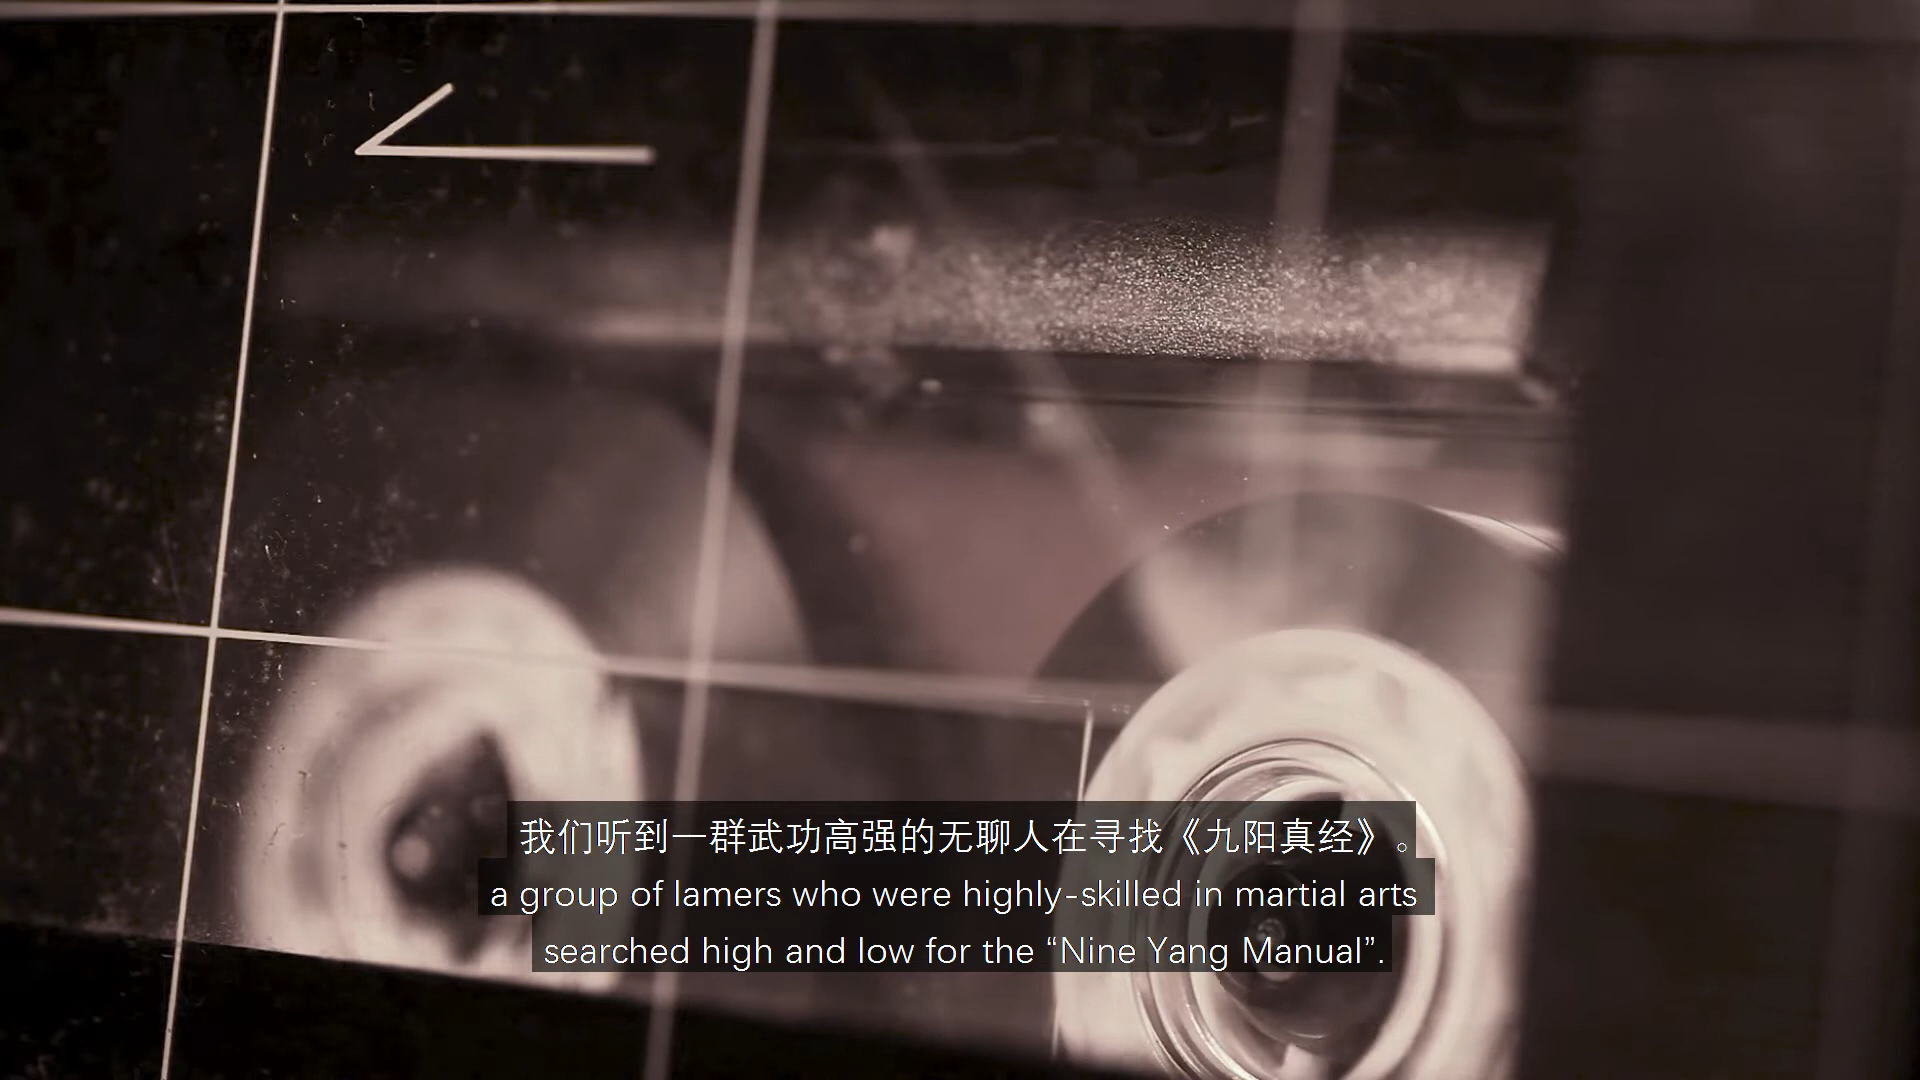 我们听到一群武功高强的无聊人在寻找《九阳真经》。
a group of lamers who were highly-skilled in martial arts
searched high and low for the “Nine Yang Manual”.